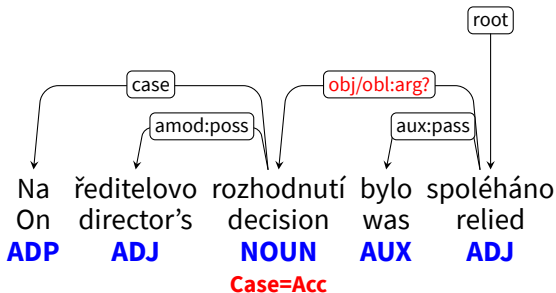 root
case
obj/obl:arg?
amod:poss
aux:pass
Na ředitelovo rozhodnutí bylo spoléháno
On director's decision was relied
ADP ADJ NOUN AUX ADJ
Case=Acc